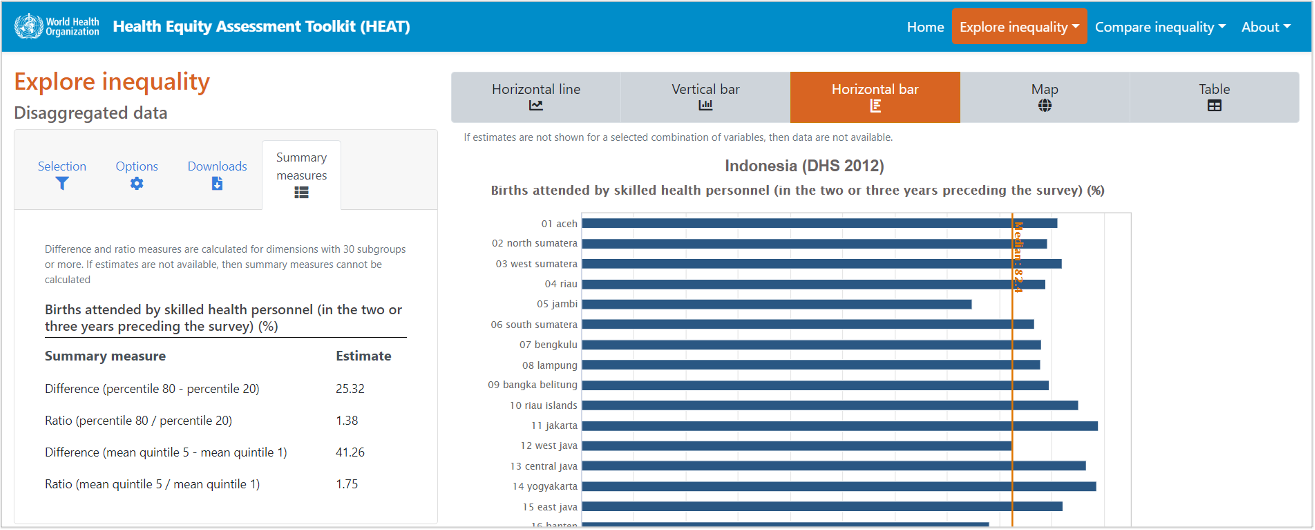 World Health
Organization
Health Equity Assessment Toolkit (HEAT)
Home
Explore inequality
Compare inequality
About
Explore inequality
Disaggregated data
Selection
Options
Downloads
Summary
measures
Difference and ratio measures are calculated for dimensions with 30 subgroups
or more. If estimates are not available, then summary measures cannot be
calculated
Births attended by skilled health personnel (in the two or
three years preceding the survey) (%)
Summary measure Estimate
Difference (percentile 80 - percentile 20) 25.32
Ratio (percentile 80 / percentile 20) 1.38
Difference (mean quintile 5 - mean quintile 1) 41.26
Ratio (mean quintile 5 / mean quintile 1) 1.75
Horizontal line
Vertical bar
Horizontal bar
Map
Table
If estimates are not shown for a selected combination of variables, then data are not available.
Indonesia (DHS 2012)
Births attended by skilled health personnel (in the two or three years preceding the survey) (%)
01 aceh
02 north sumatera
03 west sumatera
04 riau
05 jambi
06 south sumatera
07 bengkulu
08 lampung
09 bangka belitung
10 riau islands
11 jakarta
12 west java
13 central java
14 yogyakarta
15 east java
16 banten